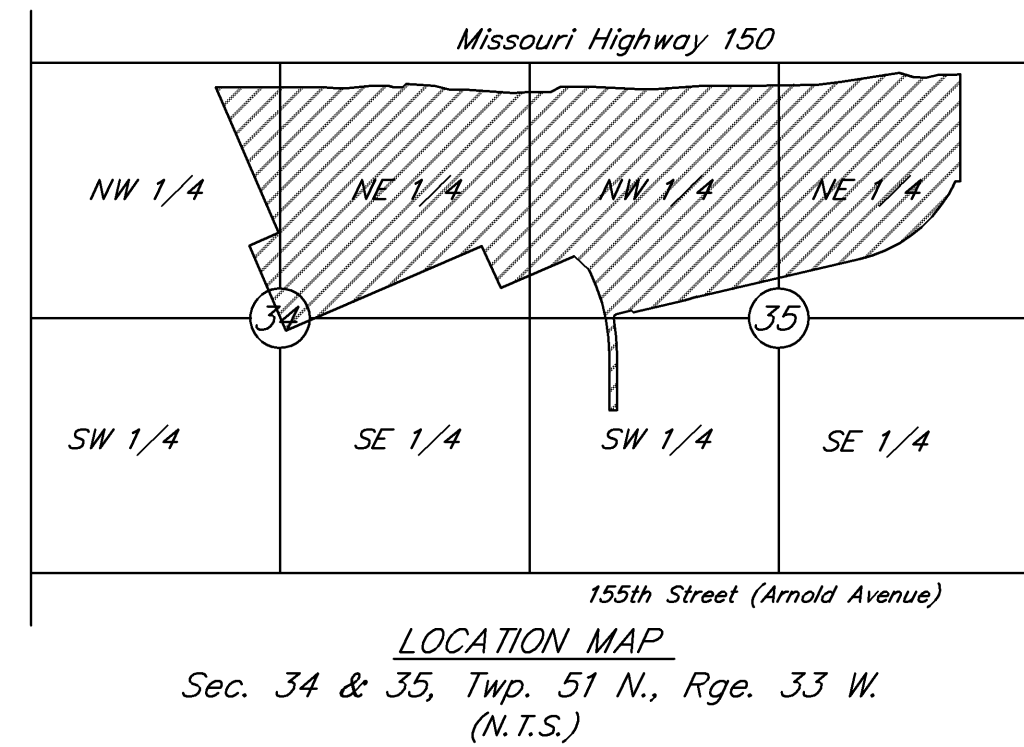 Missouri Highway 150
NW 1/4
NE 1/4
NW 1/4
NE 1/4
34
35
SW 1/4
SE 1/4
SW 1/4
SE 1/4
155th Street (Arnold Avenue)
LOCATION MAP
Sec. 34 & 35, Twp. 51 N., Rge. 33 W.
(N.T.S.)